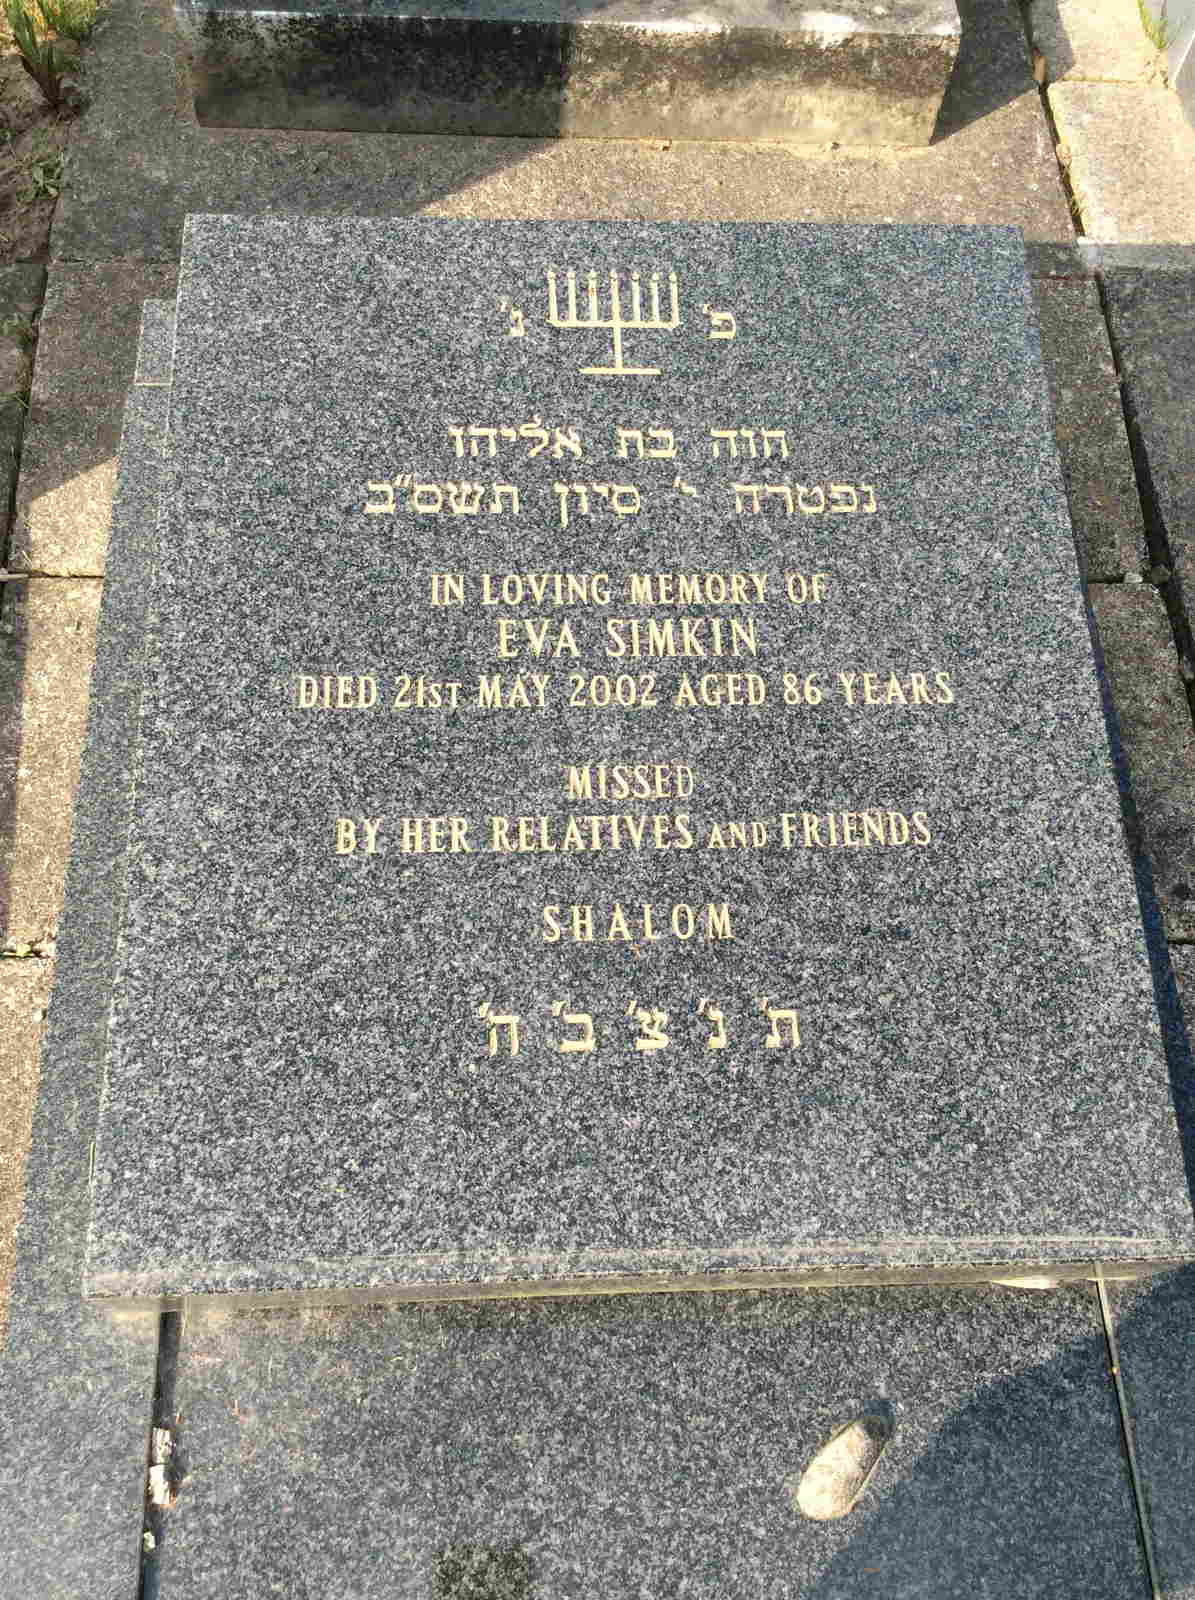 פ׳ נ׳
חוה בת אליהו
נפטרה י׳ סיון תשס״ב
IN LOVING MEMORY OF
EVA SIMKIN
DIED 21ST MAY 2002 AGED 86 YEARS
MISSED
BY HER RELATIVES AND FRIENDS
SHALOM
ת׳ נ׳ צ׳ ב׳ ה׳